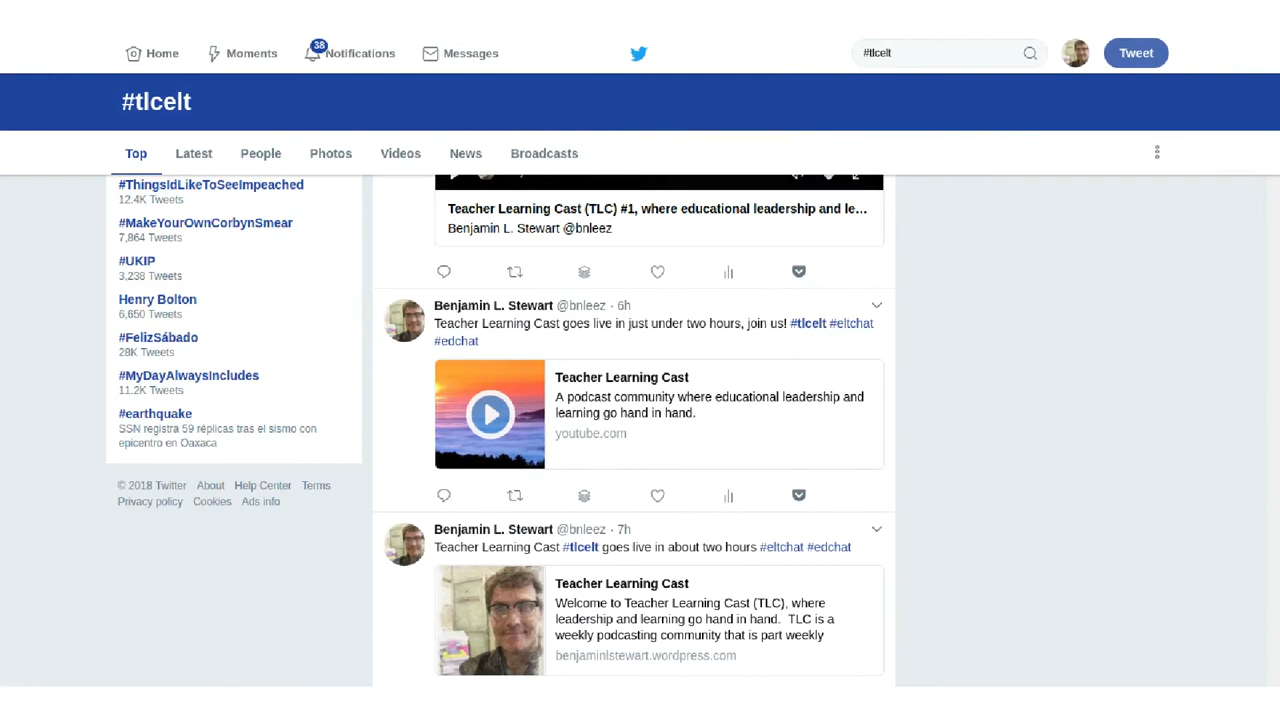 Home Moments 38 Notifications Messages #tlcelt Tweet
#tlcelt
Top Latest People Photos Videos News Broadcasts
#ThingsIdLikeToSeeImpeached
12.4K Tweets
#MakeYourOwnCorbynSmear
7,864 Tweets
#UKIP
3,238 Tweets
Henry Bolton
6,650 Tweets
#FelizSábado
28K Tweets
#MyDayAlwaysIncludes
11.2K Tweets
#earthquake
SSN registra 59 réplicas tras el sismo con
epicentro en Oaxaca
© 2018 Twitter About Help Center Terms
Privacy policy Cookies Ads info
Teacher Learning Cast (TLC) #1, where educational leadership and le...
Benjamin L. Stewart @bnleez
Benjamin L. Stewart @bnleez · 6h
Teacher Learning Cast goes live in just under two hours, join us! #tlcelt #eltchat
#edchat
Teacher Learning Cast
A podcast community where educational leadership and
learning go hand in hand.
youtube.com
Benjamin L. Stewart @bnleez · 7h
Teacher Learning Cast #tlcelt goes live in about two hours #eltchat #edchat
Teacher Learning Cast
Welcome to Teacher Learning Cast (TLC), where
leadership and learning go hand in hand. TLC is a
weekly podcasting community that is part weekly
benjaminlstewart.wordpress.com